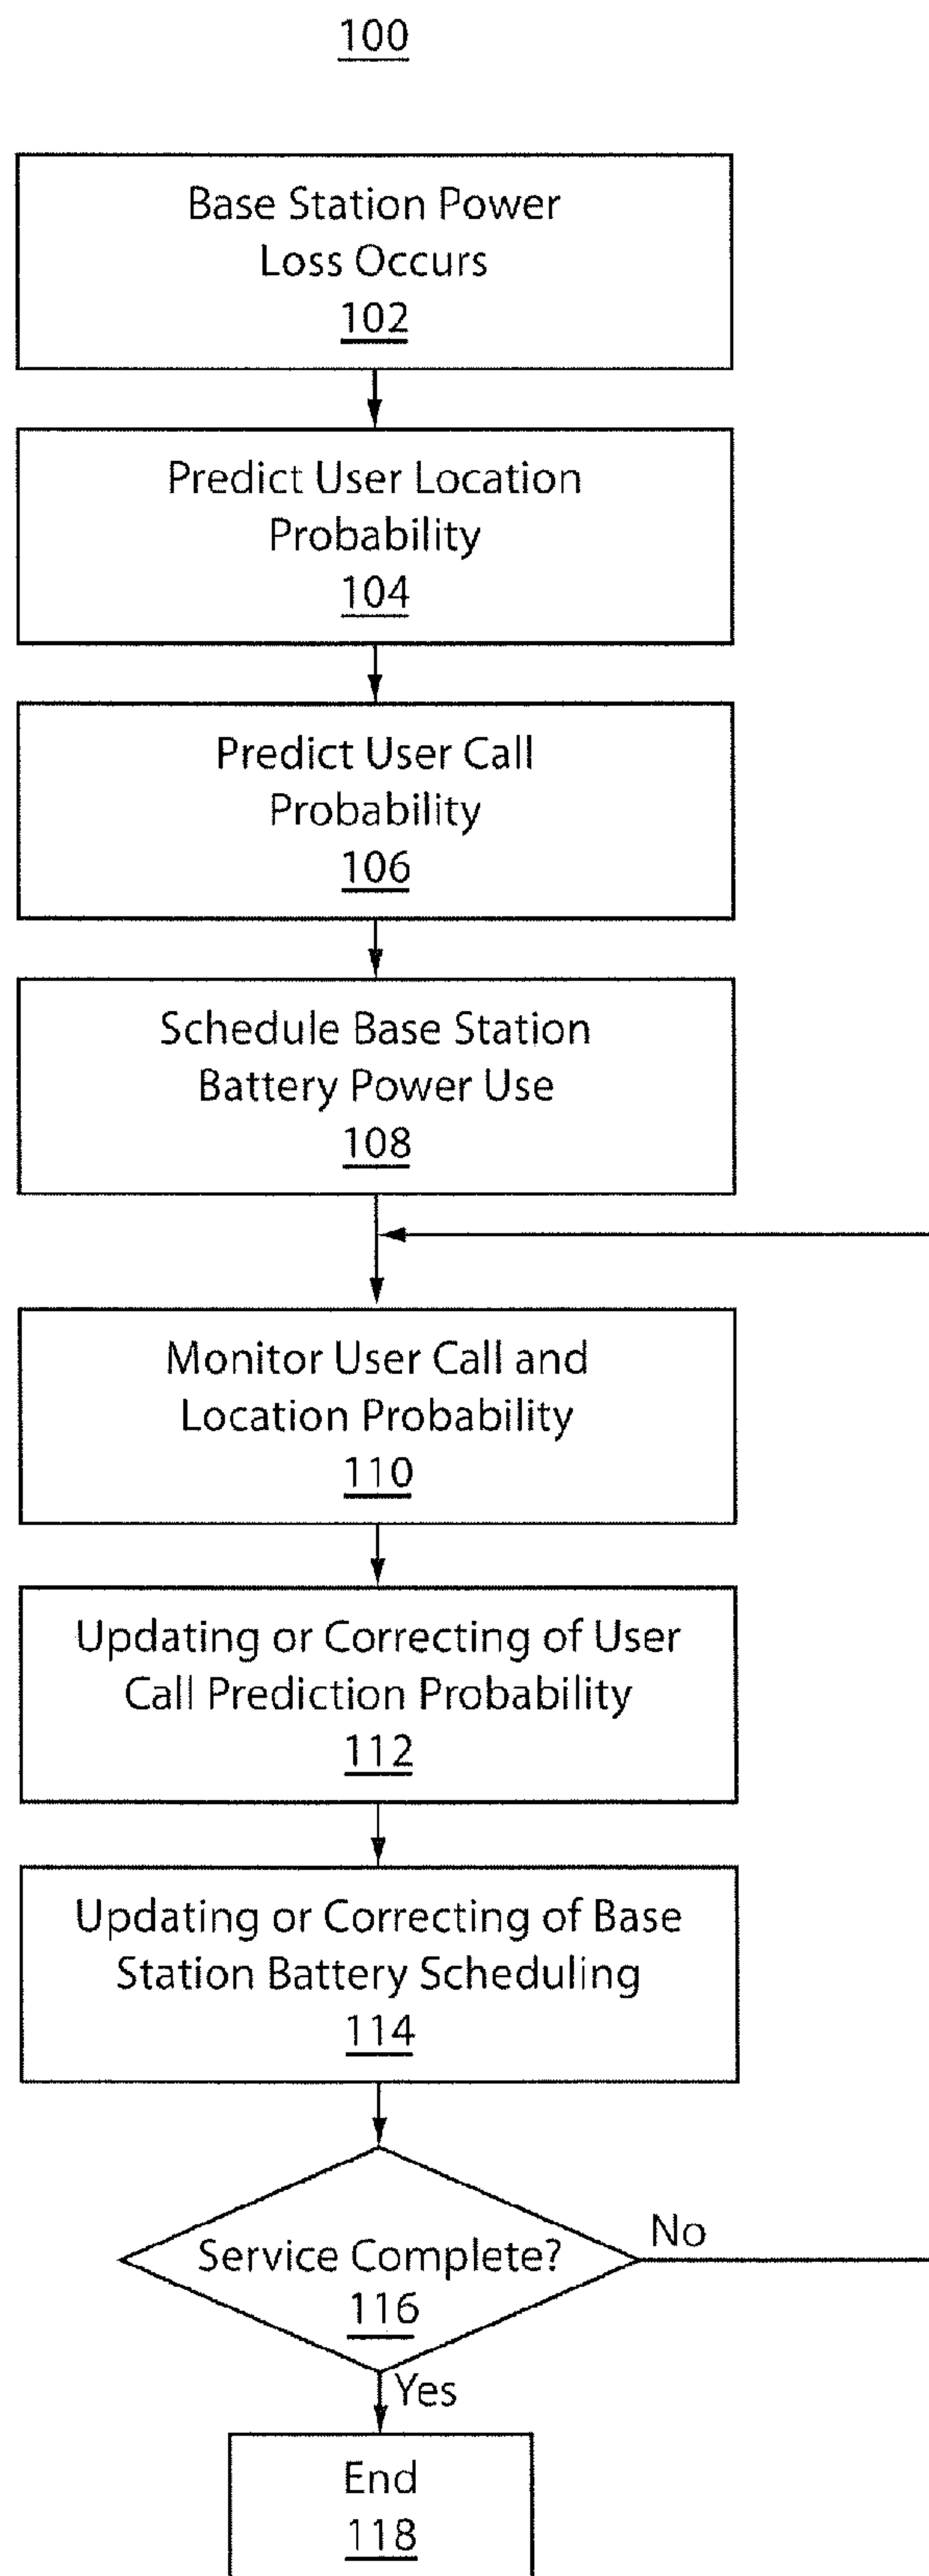 100
Base Station Power
Loss Occurs
102
Predict User Location
Probability
104
Predict User Call
Probability
106
Schedule Base Station
Battery Power Use
108
Monitor User Call and
Location Probability
110
Updating or Correcting of User
Call Prediction Probability
112
Updating or Correcting of Base
Station Battery Scheduling
114
No
Service Complete?
116
Yes
End
118